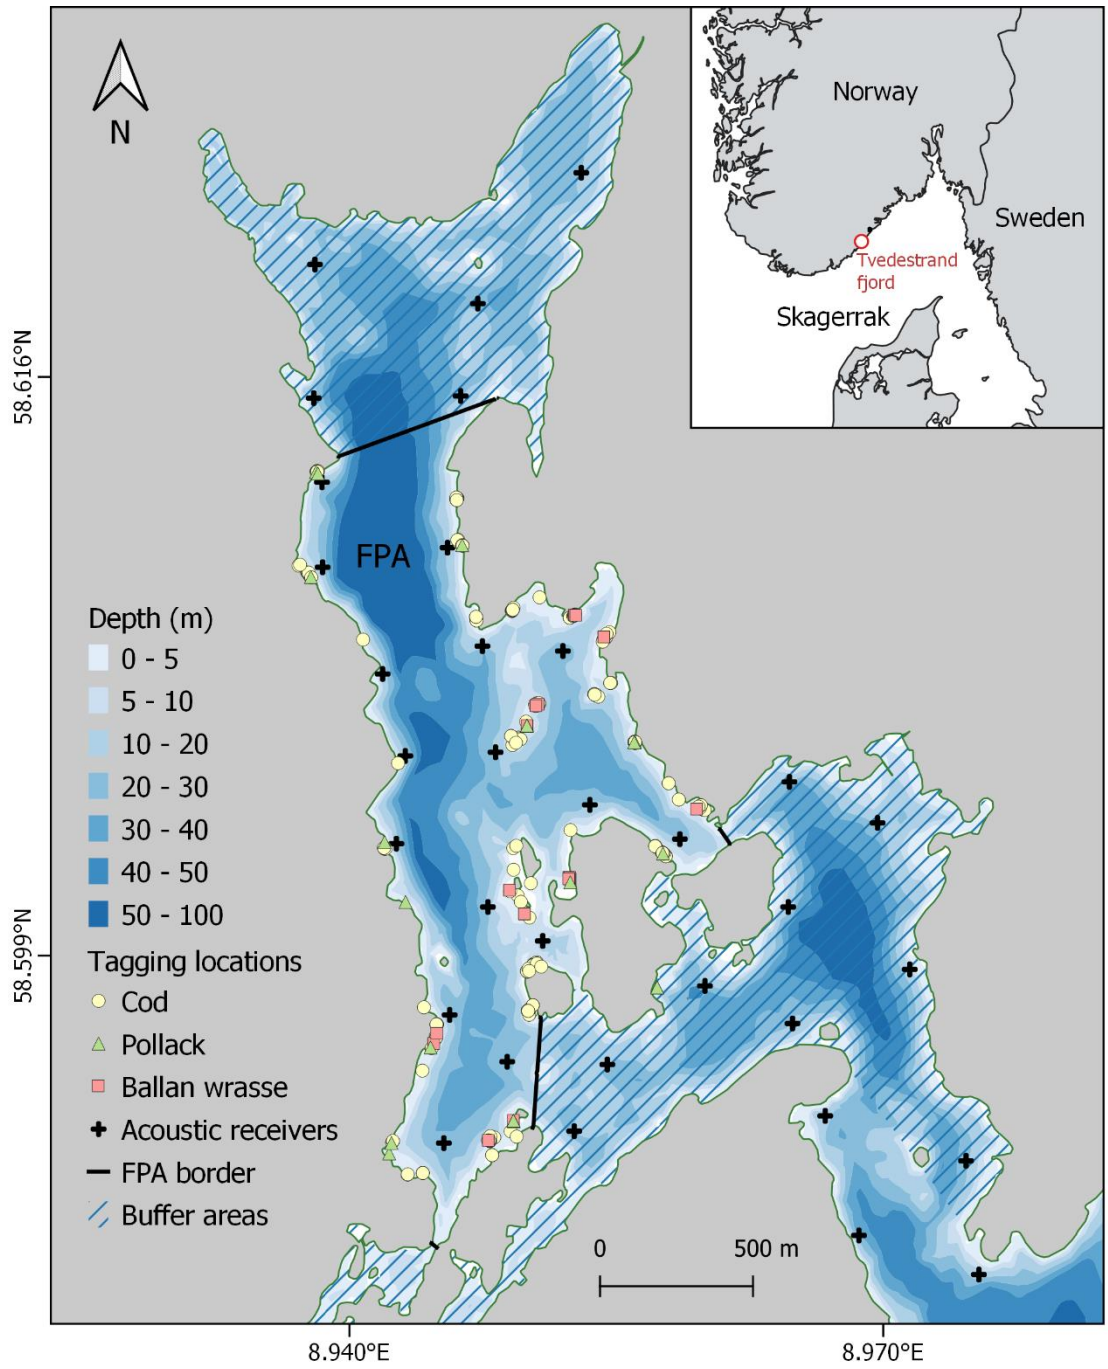 N
Norway
Sweden
Tvedestrand
fjord
Skagerrak
58.616°N
FPA
Depth (m)
0 - 5
5 - 10
10 - 20
20 - 30
30 - 40
40 - 50
50 - 100
58.599°N
Tagging locations
Cod
Pollack
Ballan wrasse
Acoustic receivers
FPA border
Buffer areas
0 500 m
8.940°E 8.970°E